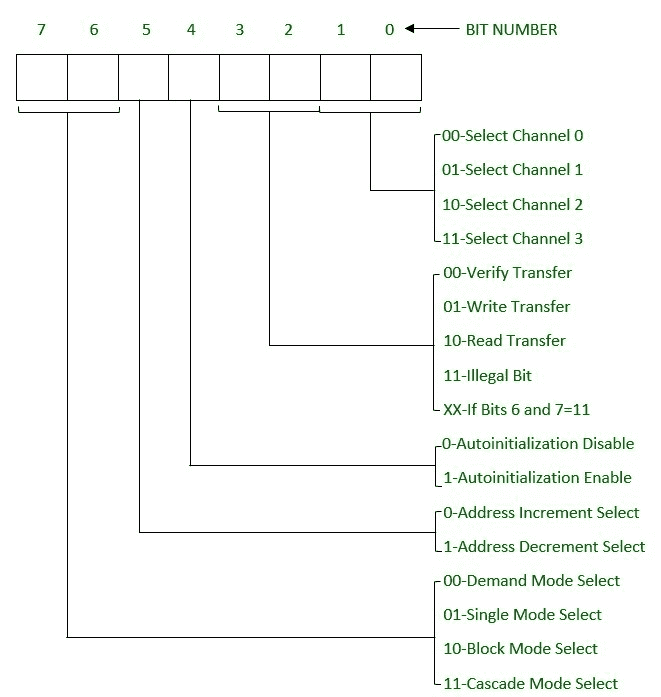 7 6 5 4 3 2 1 0 BIT NUMBER
00-Select Channel 0
01-Select Channel 1
10-Select Channel 2
11-Select Channel 3
00-Verify Transfer
01-Write Transfer
10-Read Transfer
11-Illegal Bit
XX-If Bits 6 and 7=11
0-Autoinitialization Disable
1-Autoinitialization Enable
0-Address Increment Select
1-Address Decrement Select
00-Demand Mode Select
01-Single Mode Select
10-Block Mode Select
11-Cascade Mode Select